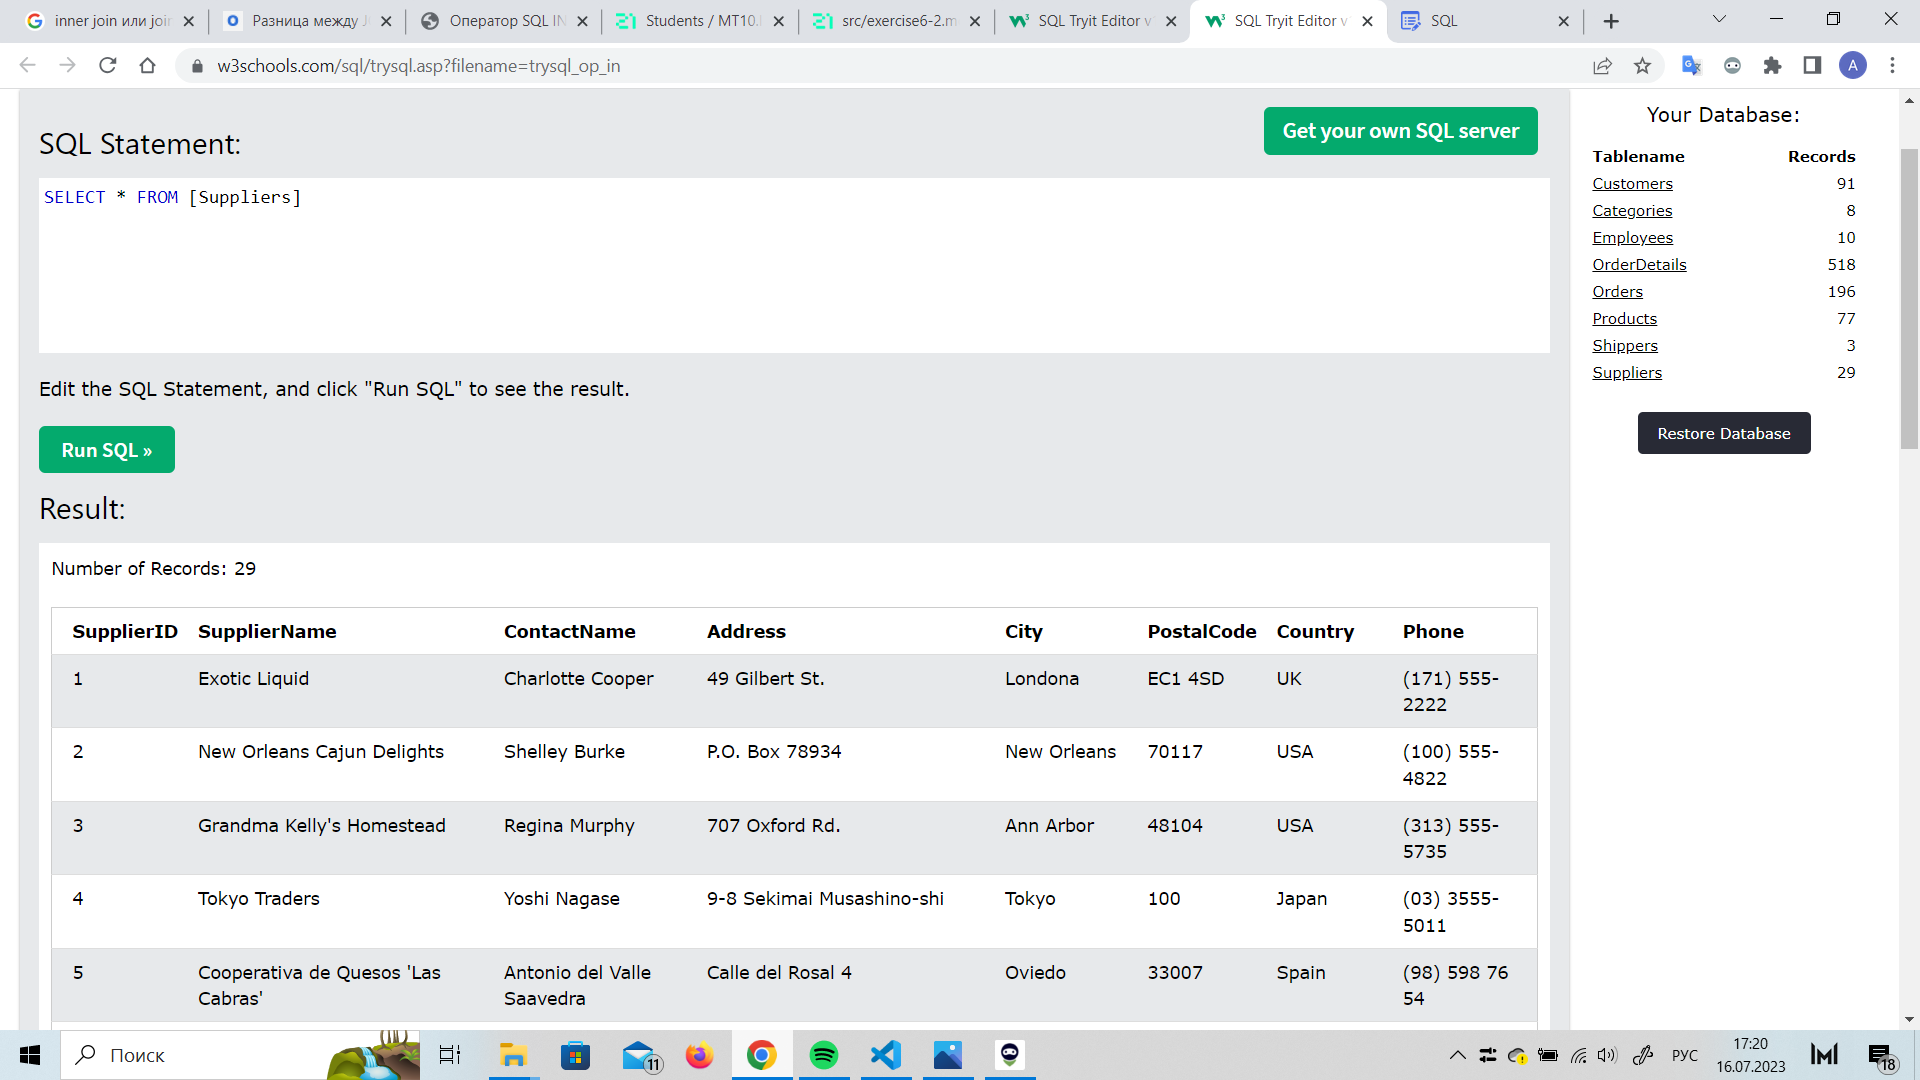 inner join или join
Разница между J
Оператор SQL IN
Students / MT10.
src/exercise6-2.m
SQL Tryit Editor v
SQL Tryit Editor v
SQL
w3schools.com/sql/trysql.asp?filename=trysql_op_in
A
SQL Statement:
Get your own SQL server
SELECT * FROM [Suppliers]
Edit the SQL Statement, and click "Run SQL" to see the result.
Run SQL »
Result:
Number of Records: 29
SupplierID SupplierName ContactName Address City PostalCode Country Phone
1 Exotic Liquid Charlotte Cooper 49 Gilbert St. Londona EC1 4SD UK (171) 555-
2222
2 New Orleans Cajun Delights Shelley Burke P.O. Box 78934 New Orleans 70117 USA (100) 555-
4822
3 Grandma Kelly's Homestead Regina Murphy 707 Oxford Rd. Ann Arbor 48104 USA (313) 555-
5735
4 Tokyo Traders Yoshi Nagase 9-8 Sekimai Musashino-shi Tokyo 100 Japan (03) 3555-
5011
5 Cooperativa de Quesos 'Las Antonio del Valle Calle del Rosal 4 Oviedo 33007 Spain (98) 598 76
Cabras' Saavedra 54
Your Database:
Tablename Records
Customers 91
Categories 8
Employees 10
OrderDetails 518
Orders 196
Products 77
Shippers 3
Suppliers 29
Restore Database
Поиск
11
РУС
17:20
16.07.2023
18